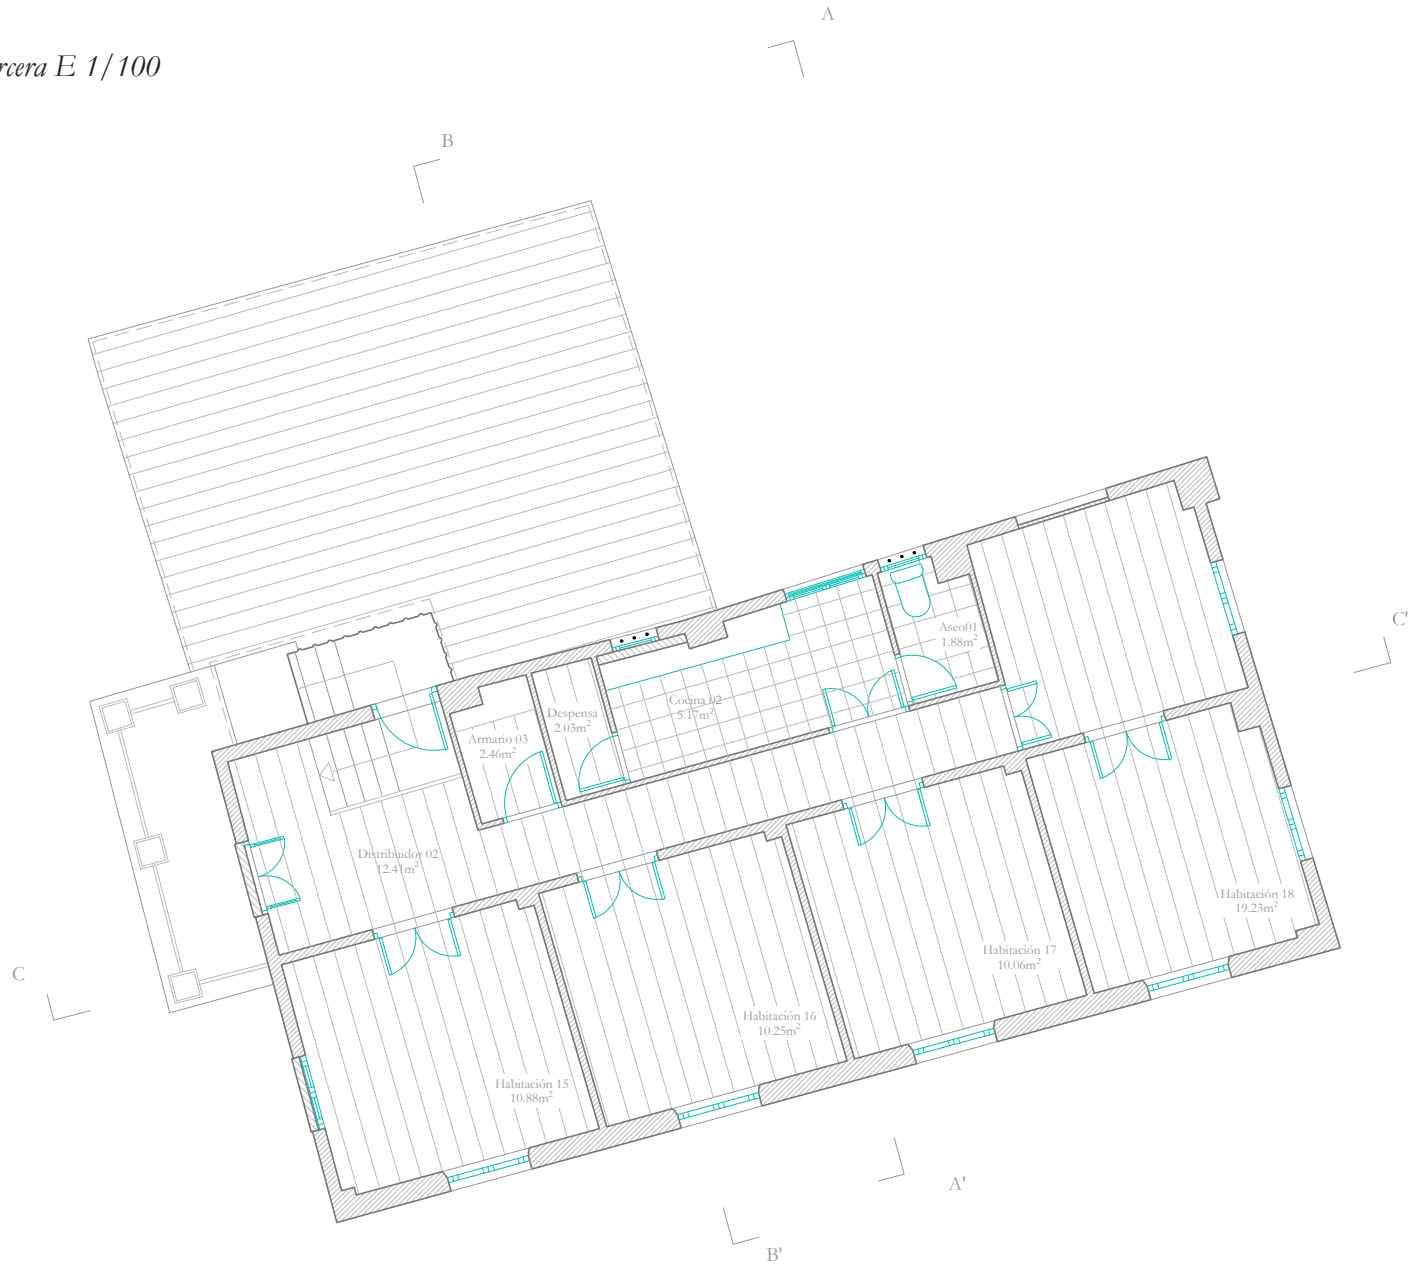 A
rcera E 1/100
B
C'
Aseo01
1.88m²
Cocina 02
5.17m²
Despensa
2.03m²
Armario 03
2.46m²
Distribuidor 02
12.41m²
Habitación 18
19.23m²
Habitación 17
10.06m²
C
Habitación 16
10.25m²
Habitación 15
10.88m²
A'
B'